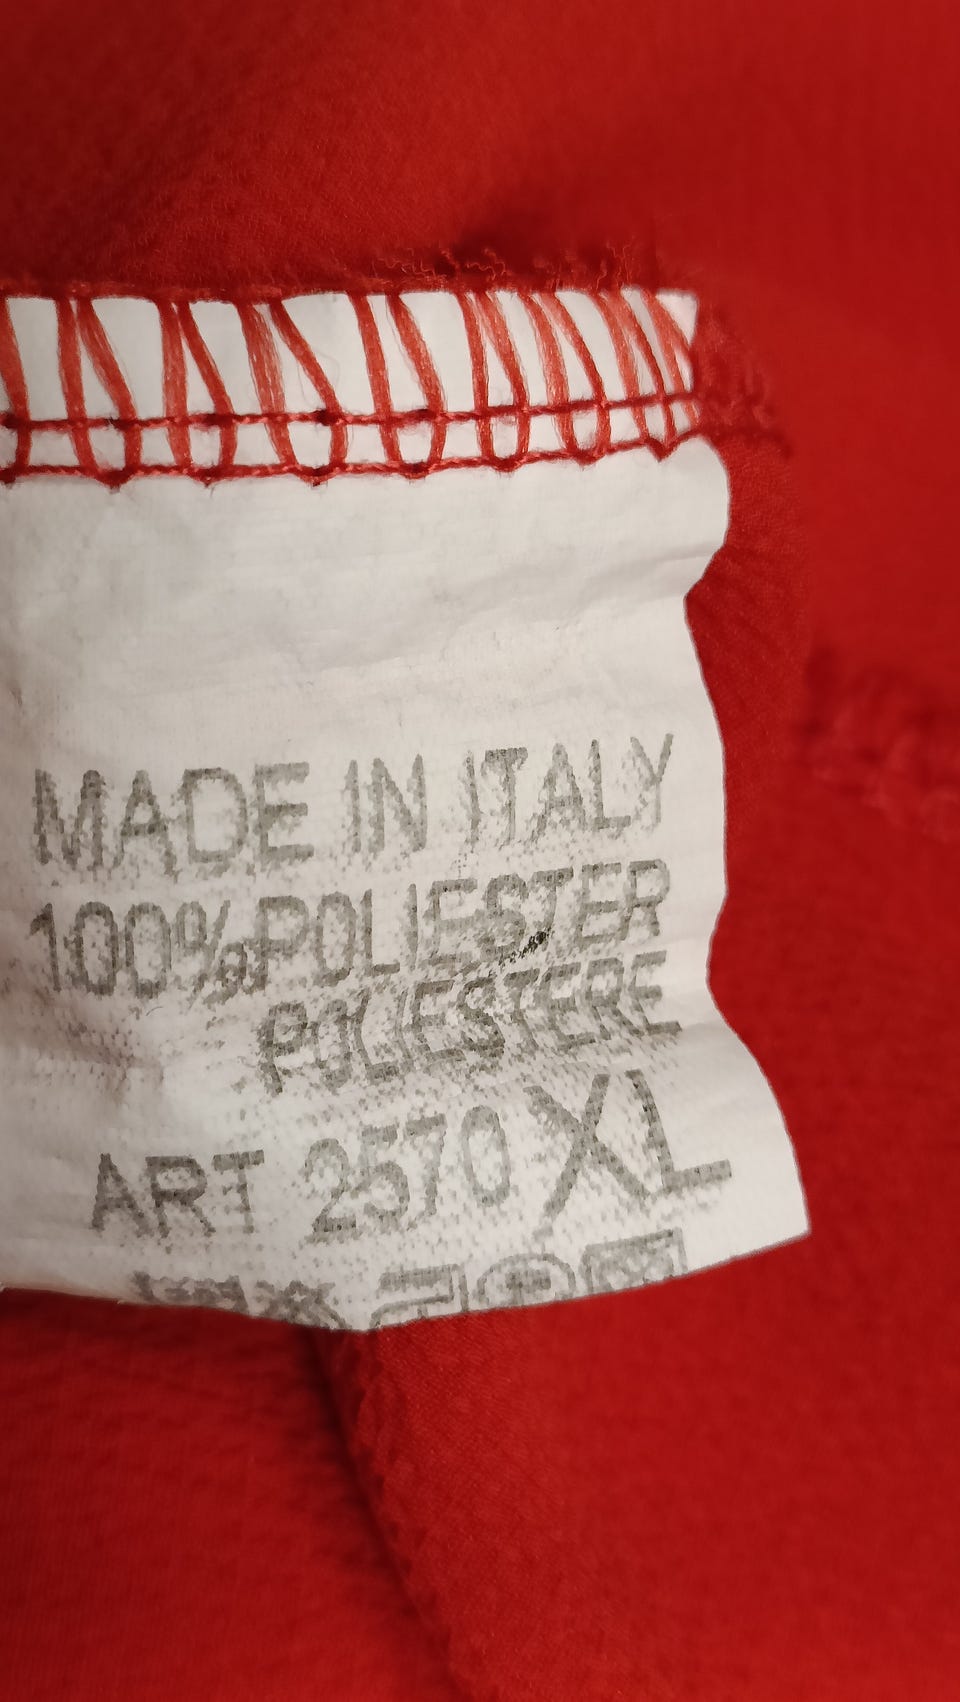 MADE IN ITALY
100% POLIESTER
POLIESTERE
ART 2570 XL